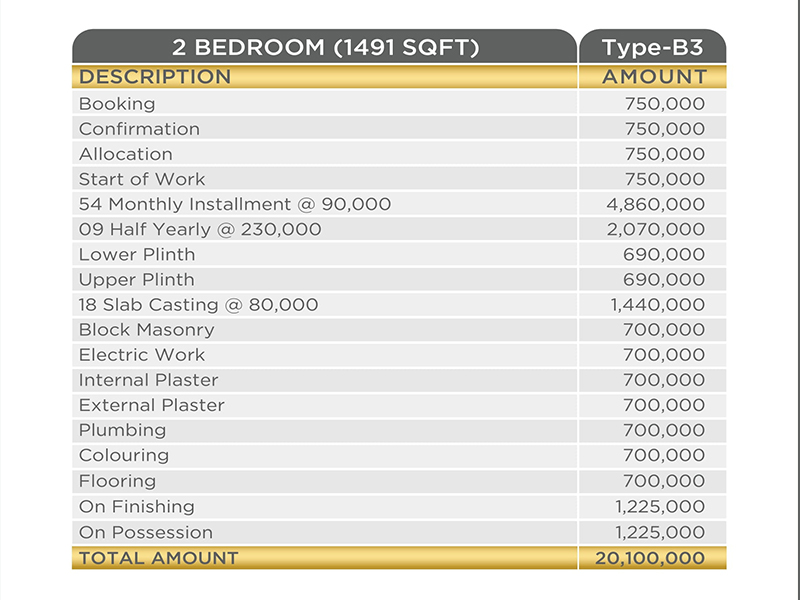 2 BEDROOM (1491 SQFT) Type-B3
DESCRIPTION AMOUNT
Booking 750,000
Confirmation 750,000
Allocation 750,000
Start of Work 750,000
54 Monthly Installment @ 90,000 4,860,000
09 Half Yearly @ 230,000 2,070,000
Lower Plinth 690,000
Upper Plinth 690,000
18 Slab Casting @ 80,000 1,440,000
Block Masonry 700,000
Electric Work 700,000
Internal Plaster 700,000
External Plaster 700,000
Plumbing 700,000
Colouring 700,000
Flooring 700,000
On Finishing 1,225,000
On Possession 1,225,000
TOTAL AMOUNT 20,100,000